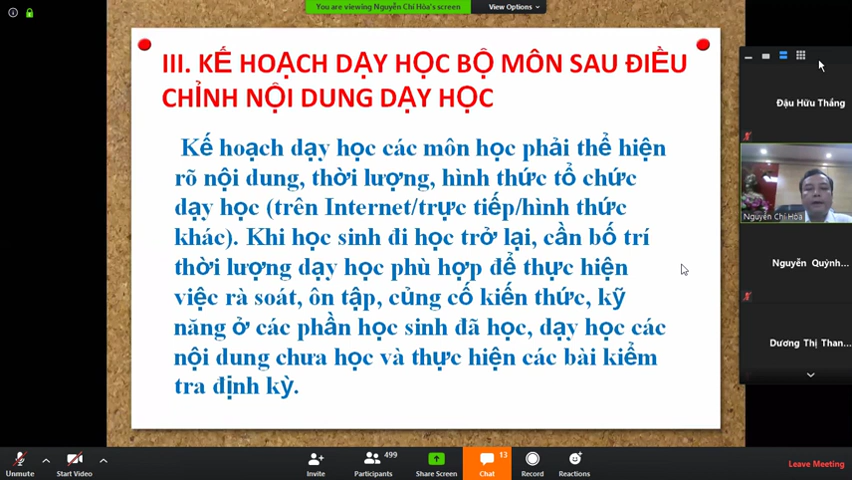 You are viewing Nguyễn Chí Hòa's screen
View Options
III. KẾ HOẠCH DẠY HỌC BỘ MÔN SAU ĐIỀU
CHỈNH NỘI DUNG DẠY HỌC
Kế hoạch dạy học các môn học phải thể hiện
rõ nội dung, thời lượng, hình thức tổ chức
dạy học (trên Internet/trực tiếp/hình thức
khác). Khi học sinh đi học trở lại, cần bố trí
thời lượng dạy học phù hợp để thực hiện
việc rà soát, ôn tập, củng cố kiến thức, kỹ
năng ở các phần học sinh đã học, dạy học các
nội dung chưa học và thực hiện các bài kiểm
tra định kỳ.
Đậu Hữu Thắng
Nguyễn Chí Hòa
Nguyễn Quỳnh...
Dương Thị Than...
Unmute
Start Video
Invite
499
Participants
Share Screen
13
Chat
Record
Reactions
Leave Meeting